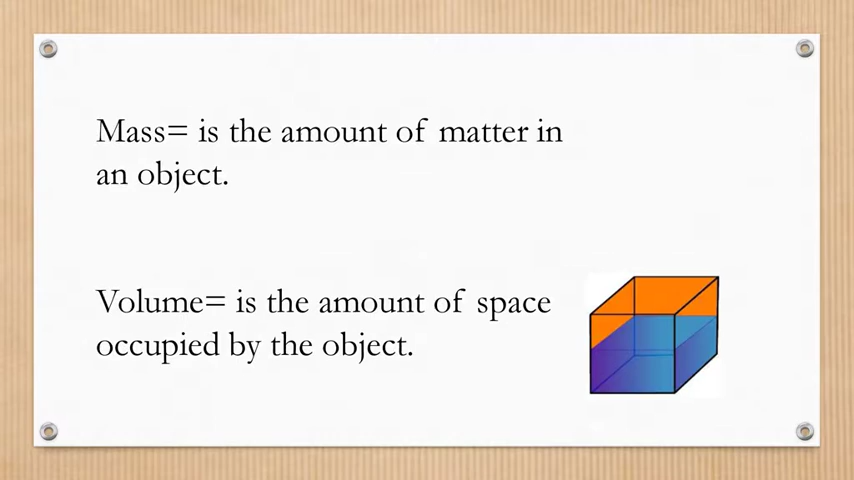 Mass= is the amount of matter in
an object.
Volume= is the amount of space
occupied by the object.